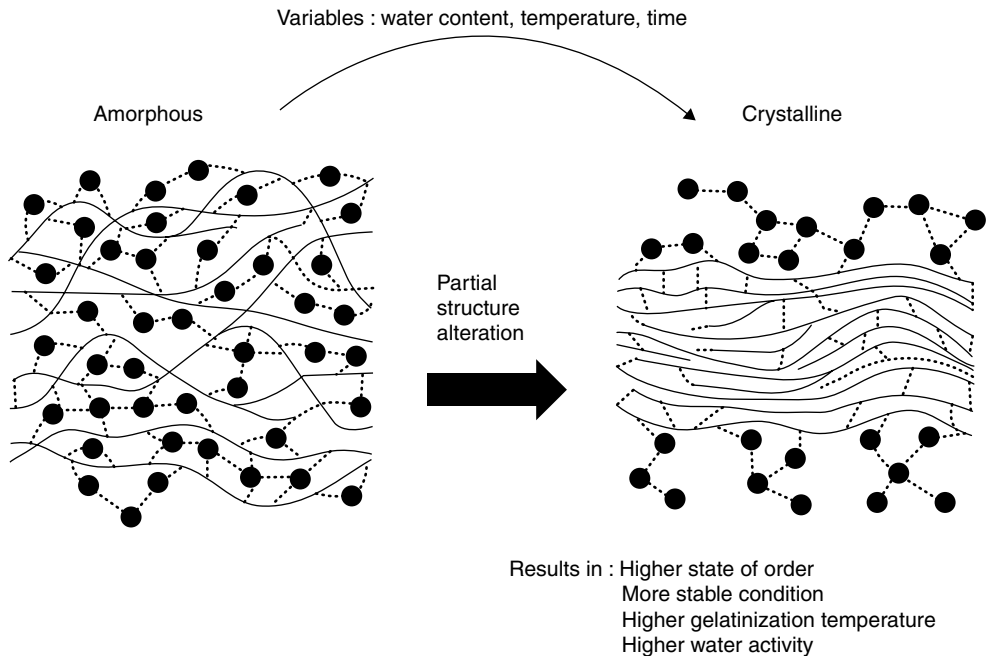 Variables : water content, temperature, time
Amorphous
Crystalline
Partial
structure
alteration
Results in : Higher state of order
More stable condition
Higher gelatinization temperature
Higher water activity